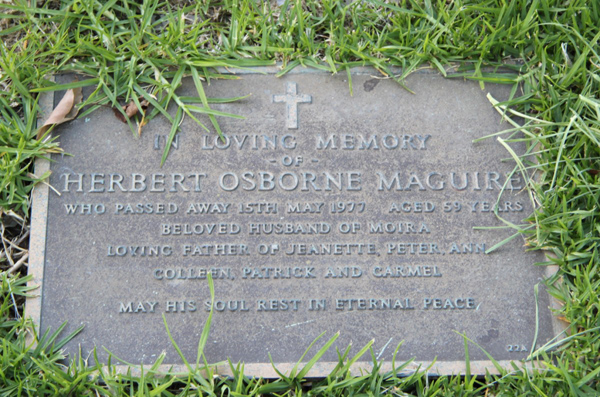 IN LOVING MEMORY
- OF -
HERBERT OSBORNE MAGUIRE
WHO PASSED AWAY 15TH MAY 1977 AGED 59 YEARS
BELOVED HUSBAND OF MOIRA
LOVING FATHER OF JEANETTE, PETER, ANN,
COLLEEN, PATRICK AND CARMEL
MAY HIS SOUL REST IN ETERNAL PEACE